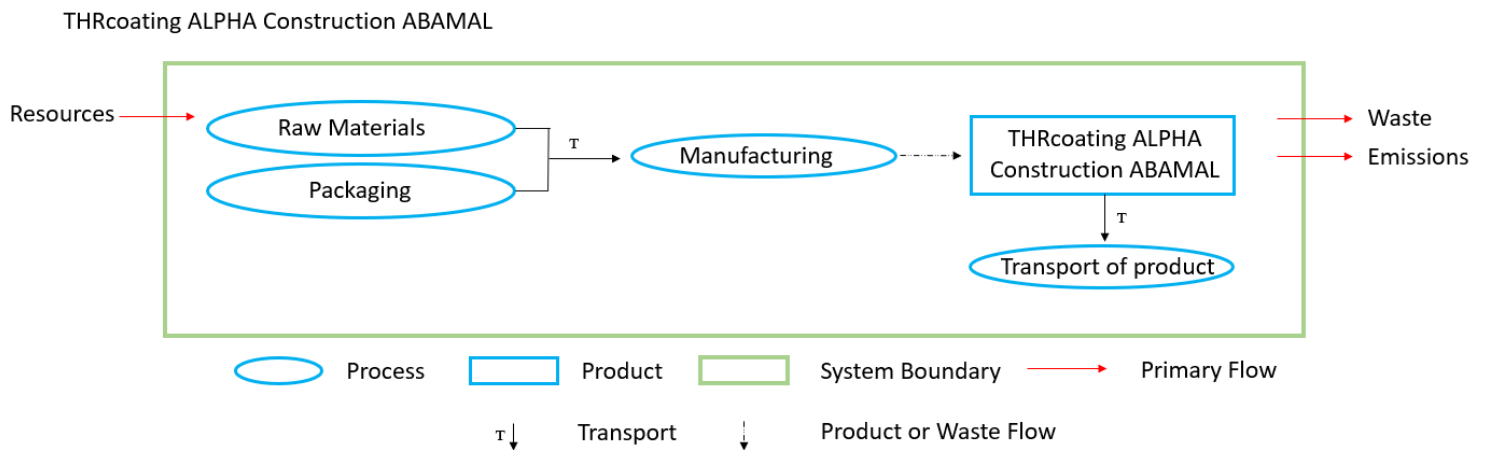 THRcoating ALPHA Construction ABAMAL
Resources
Raw Materials
Packaging
T
Manufacturing
THRcoating ALPHA
Construction ABAMAL
T
Transport of product
Waste
Emissions
Process
Product
System Boundary
Primary Flow
T
Transport
Product or Waste Flow